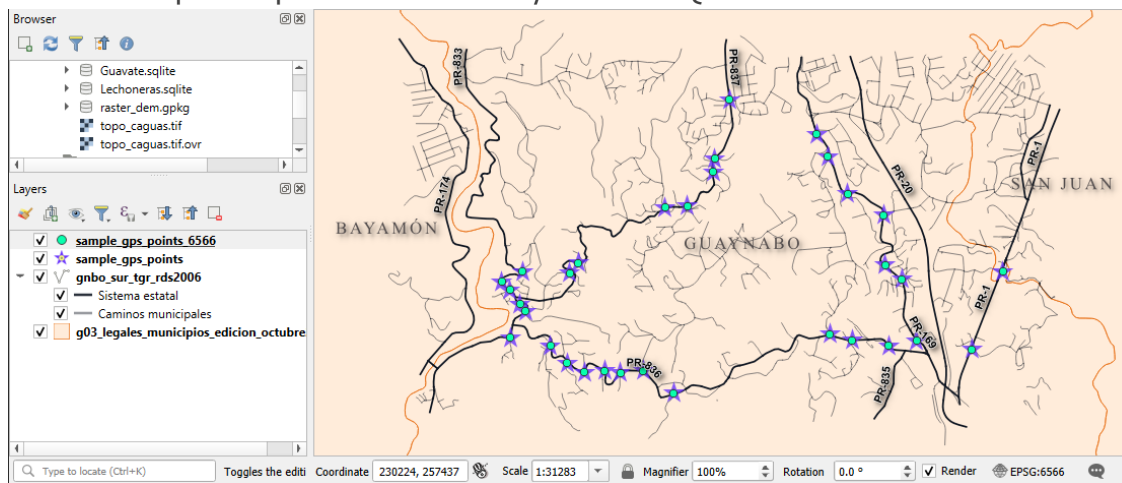 Browser
Guavate.sqlite
Lechoneras.sqlite
raster_dem.gpkg
topo_caguas.tif
topo_caguas.tif.ovr
Layers
sample_gps_points_6566
sample_gps_points
gnbo_sur_tgr_rds2006
Sistema estatal
Caminos municipales
g03_legales_municipios_edicion_octubre
PR-833
PR-837
PR-174
PR-20
PR-1
SAN JUAN
BAYAMÓN
GUAYNABO
PR-1
PR-169
PR-836
PR-835
Type to locate (Ctrl+K)
Toggles the editi
Coordinate
230224, 257437
Scale
1:31283
Magnifier
100%
Rotation
0.0 °
Render
EPSG:6566